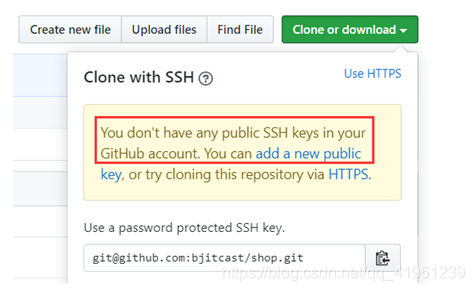 Create new file Upload files Find File Clone or download
Clone with SSH ? Use HTTPS
You don't have any public SSH keys in your
GitHub account. You can add a new public
key, or try cloning this repository via HTTPS.
Use a password protected SSH key.
git@github.com:bjitcast/shop.git
https://blog.csdn.net/qq_41961239